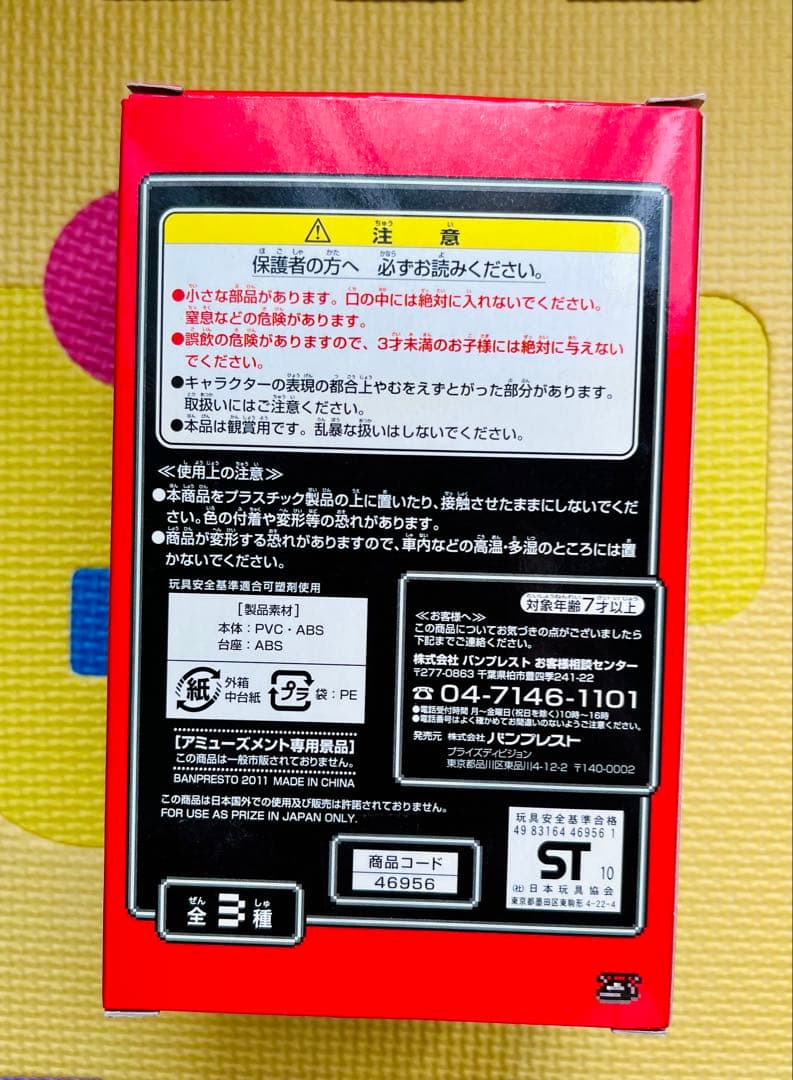 ⚠ 注意
保護者の方へ 必ずお読みください。
●小さな部品があります。口の中には絶対に入れないでください。
窒息などの危険があります。
●誤飲の危険がありますので、3才未満のお子様には絶対に与えない
でください。
●キャラクターの表現の都合上やむをえずとがった部分があります。
取扱いにはご注意ください。
●本品は観賞用です。乱暴な扱いはしないでください。
≪使用上の注意≫
●本商品をプラスチック製品の上に置いたり、接触させたままにしないでくだ
さい。色の付着や変形等の恐れがあります。
●商品が変形する恐れがありますので、車内などの高温・多湿のところには置
かないでください。
玩具安全基準適合可塑剤使用
[製品素材]
本体:PVC・ABS
台座:ABS
紙 外箱
中台紙
プラ 袋:PE
[アミューズメント専用景品]
この商品は一般市販されておりません。
BANPRESTO 2011 MADE IN CHINA
この商品は日本国外での使用及び販売は許諾されておりません。
FOR USE AS PRIZE IN JAPAN ONLY.
対象年齢7才以上
≪お客様へ≫
この商品についてお気づきの点がございましたら
下記までご連絡ください。
株式会社 バンプレスト お客様相談センター
〒277-0863 千葉県柏市豊四季241-22
☎04-7146-1101
●電話受付時間 月〜金曜日(祝日を除く)10時〜16時
●電話番号はよく確かめてお間違いのないようご注意ください。
発売元 株式会社 バンプレスト
プライズディビジョン
東京都品川区東品川4-12-2 〒140-0002
商品コード
46956
玩具安全基準合格
49 83164 46956 1
ST 10
(社)日本玩具協会
東京都墨田区東駒形4-22-4
全3種